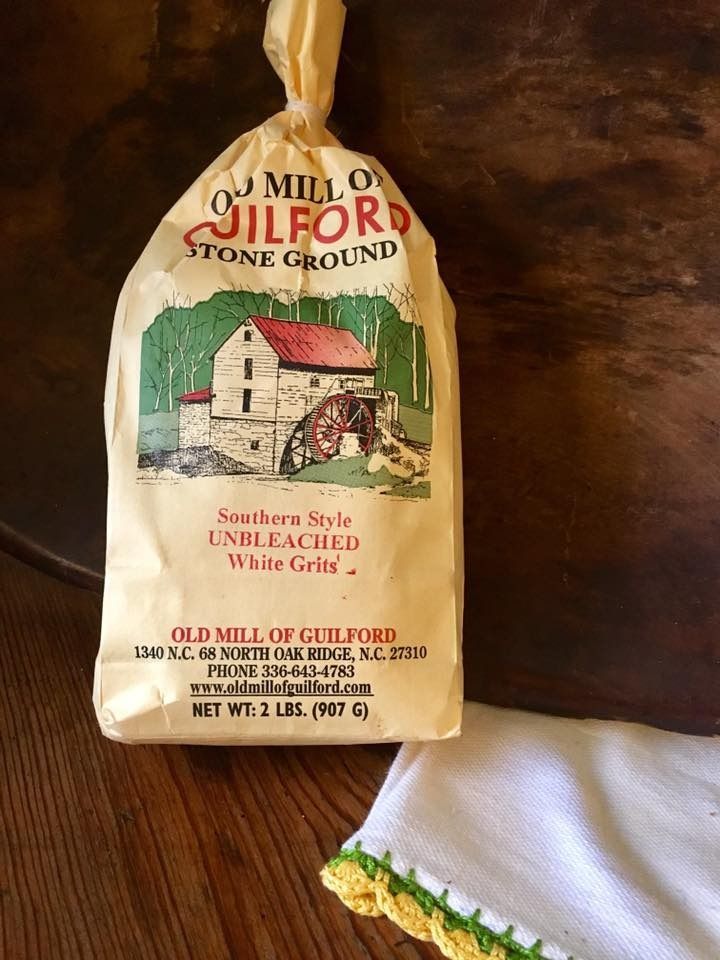 OLD MILL OF
GUILFORD
STONE GROUND
Southern Style
UNBLEACHED
White Grits
OLD MILL OF GUILFORD
1340 N.C. 68 NORTH OAK RIDGE, N.C. 27310
PHONE 336-643-4783
www.oldmillofguilford.com
NET WT: 2 LBS. (907 G)